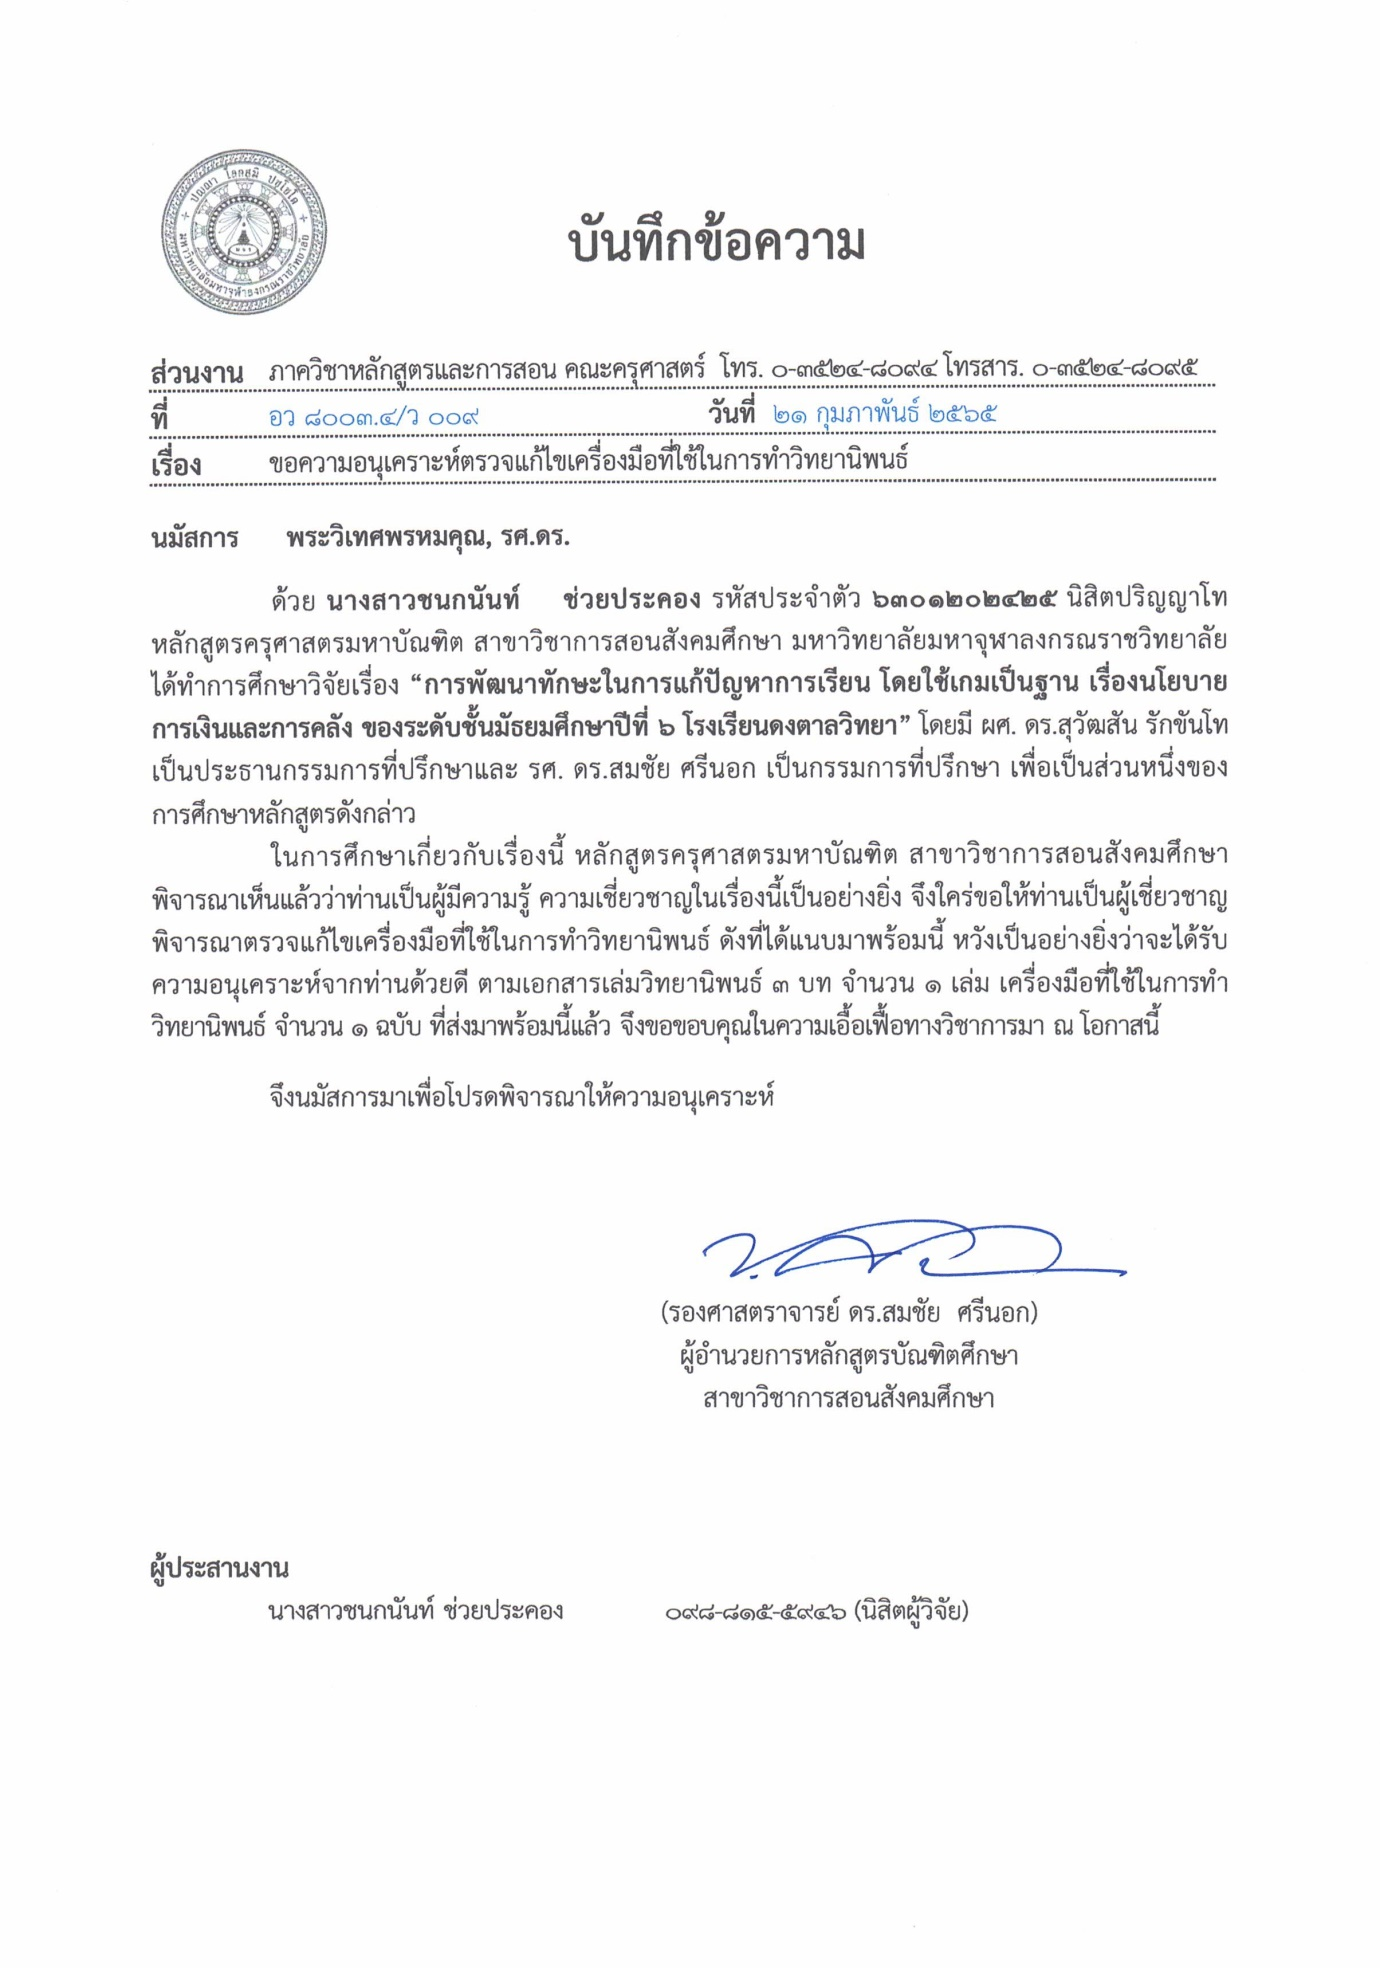 ปญฺญา โลกสฺมิ ปชฺโชโต
มหาวิทยาลัยมหาจุฬาลงกรณราชวิทยาลัย
บันทึกข้อความ
ส่วนงาน ภาควิชาหลักสูตรและการสอน คณะครุศาสตร์ โทร. ๐-๓๕๒๔-๘๐๙๔ โทรสาร. ๐-๓๕๒๔-๘๐๙๕
ที่ อว ๘๐๐๓.๔/ว ๐๐๙ วันที่ ๒๑ กุมภาพันธ์ ๒๕๖๕
เรื่อง ขอความอนุเคราะห์ตรวจแก้ไขเครื่องมือที่ใช้ในการทำวิทยานิพนธ์
นมัสการ พระวิเทศพรหมคุณ, รศ.ดร.
ด้วย นางสาวชนกนันท์ ช่วยประคอง รหัสประจำตัว ๖๓๐๑๒๐๒๔๒๕ นิสิตปริญญาโท
หลักสูตรครุศาสตรมหาบัณฑิต สาขาวิชาการสอนสังคมศึกษา มหาวิทยาลัยมหาจุฬาลงกรณราชวิทยาลัย
ได้ทำการศึกษาวิจัยเรื่อง “การพัฒนาทักษะในการแก้ปัญหาการเรียน โดยใช้เกมเป็นฐาน เรื่องนโยบาย
การเงินและการคลัง ของระดับชั้นมัธยมศึกษาปีที่ ๖ โรงเรียนดงตาลวิทยา” โดยมี ผศ. ดร.สุวัฒสัน รักขันโท
เป็นประธานกรรมการที่ปรึกษาและ รศ. ดร.สมชัย ศรีนอก เป็นกรรมการที่ปรึกษา เพื่อเป็นส่วนหนึ่งของ
การศึกษาหลักสูตรดังกล่าว
ในการศึกษาเกี่ยวกับเรื่องนี้ หลักสูตรครุศาสตรมหาบัณฑิต สาขาวิชาการสอนสังคมศึกษา
พิจารณาเห็นแล้วว่าท่านเป็นผู้มีความรู้ ความเชี่ยวชาญในเรื่องนี้เป็นอย่างยิ่ง จึงใคร่ขอให้ท่านเป็นผู้เชี่ยวชาญ
พิจารณาตรวจแก้ไขเครื่องมือที่ใช้ในการทำวิทยานิพนธ์ ดังที่ได้แนบมาพร้อมนี้ หวังเป็นอย่างยิ่งว่าจะได้รับ
ความอนุเคราะห์จากท่านด้วยดี ตามเอกสารเล่มวิทยานิพนธ์ ๓ บท จำนวน ๑ เล่ม เครื่องมือที่ใช้ในการทำ
วิทยานิพนธ์ จำนวน ๑ ฉบับ ที่ส่งมาพร้อมนี้แล้ว จึงขอขอบคุณในความเอื้อเฟื้อทางวิชาการมา ณ โอกาสนี้
จึงนมัสการมาเพื่อโปรดพิจารณาให้ความอนุเคราะห์
(รองศาสตราจารย์ ดร.สมชัย ศรีนอก)
ผู้อำนวยการหลักสูตรบัณฑิตศึกษา
สาขาวิชาการสอนสังคมศึกษา
ผู้ประสานงาน
นางสาวชนกนันท์ ช่วยประคอง ๐๙๘-๘๑๕-๕๙๔๖ (นิสิตผู้วิจัย)